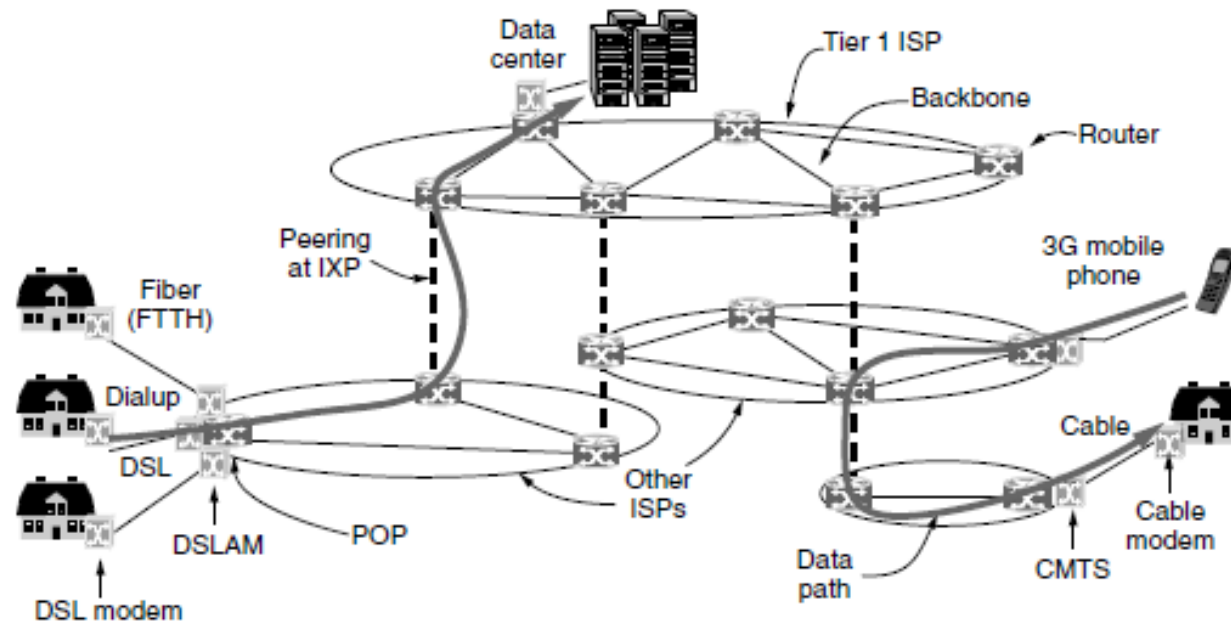 Data
center
Tier 1 ISP
Backbone
Router
Peering
at IXP
3G mobile
phone
Fiber
(FTTH)
Dialup
DSL
Cable
Other
ISPs
POP
DSLAM
DSL modem
Data
path
CMTS
Cable
modem